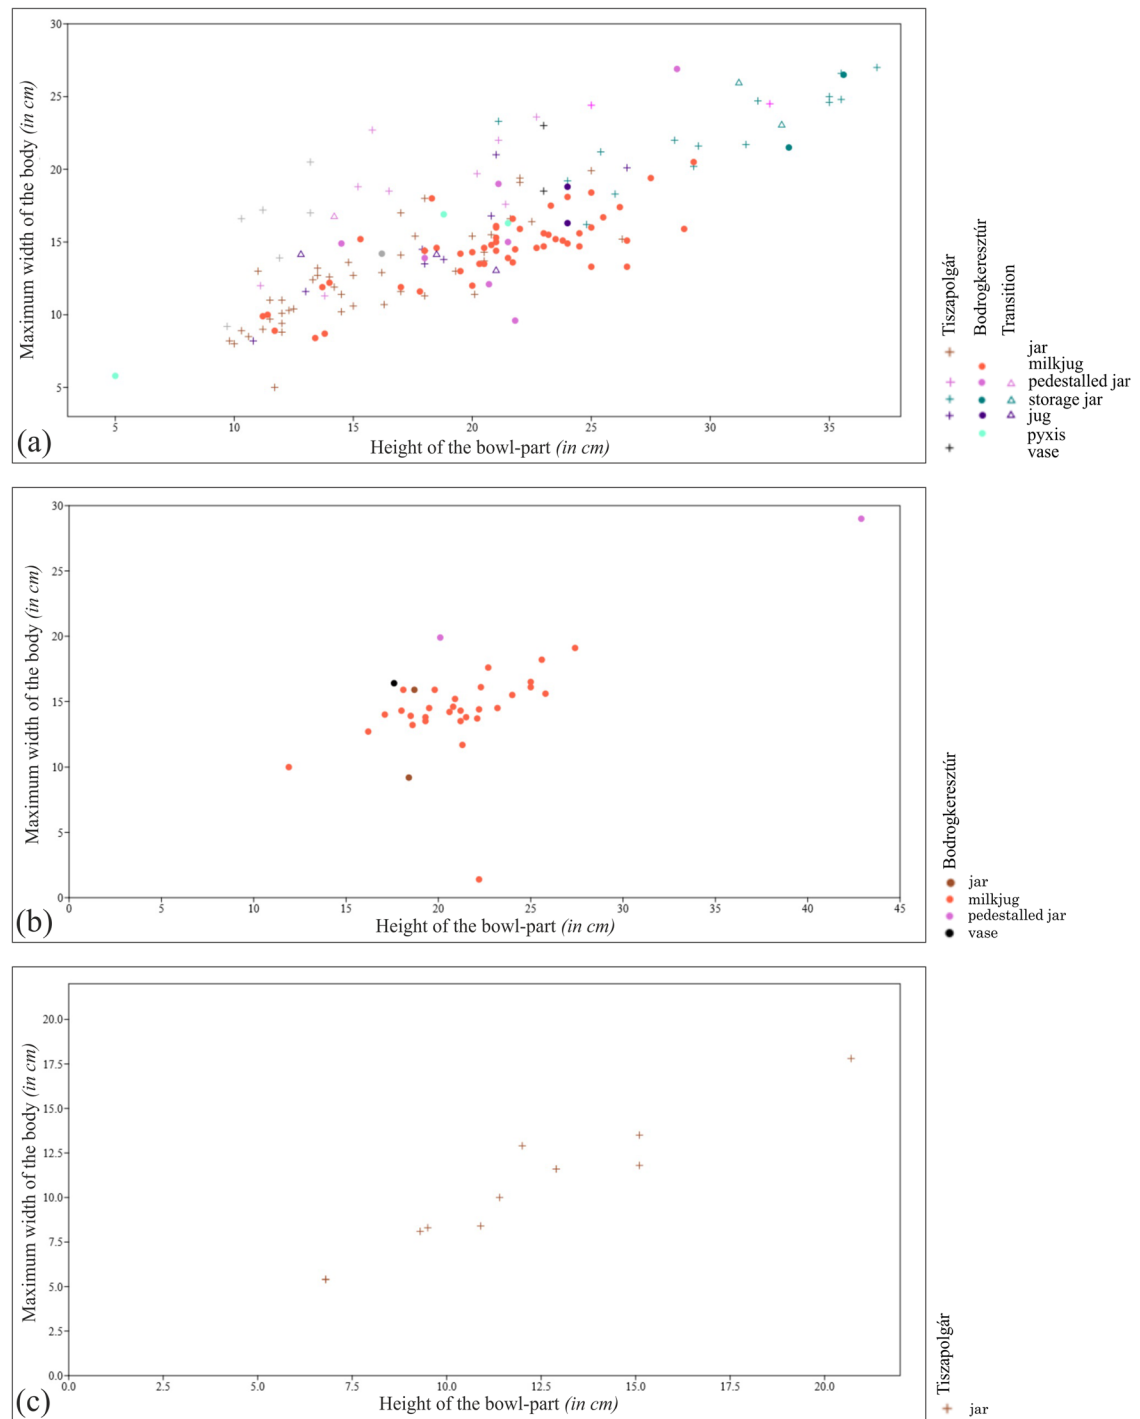 30
25
20
15
10
5
5
10
15
20
25
30
35
Maximum width of the body (in cm)
Height of the bowl-part (in cm)
(a)
Tiszapolgár
Bodrogkeresztúr
Transition
jar
milkjug
pedestalled jar
storage jar
jug
pyxis
vase
30
25
20
15
10
5
0
0
5
10
15
20
25
30
35
40
45
Maximum width of the body (in cm)
Height of the bowl-part (in cm)
(b)
Bodrogkeresztúr
jar
milkjug
pedestalled jar
vase
20.0
17.5
15.0
12.5
10.0
7.5
5.0
2.5
0.0
0.0
2.5
5.0
7.5
10.0
12.5
15.0
17.5
20.0
Maximum width of the body (in cm)
Height of the bowl-part (in cm)
(c)
Tiszapolgár
jar